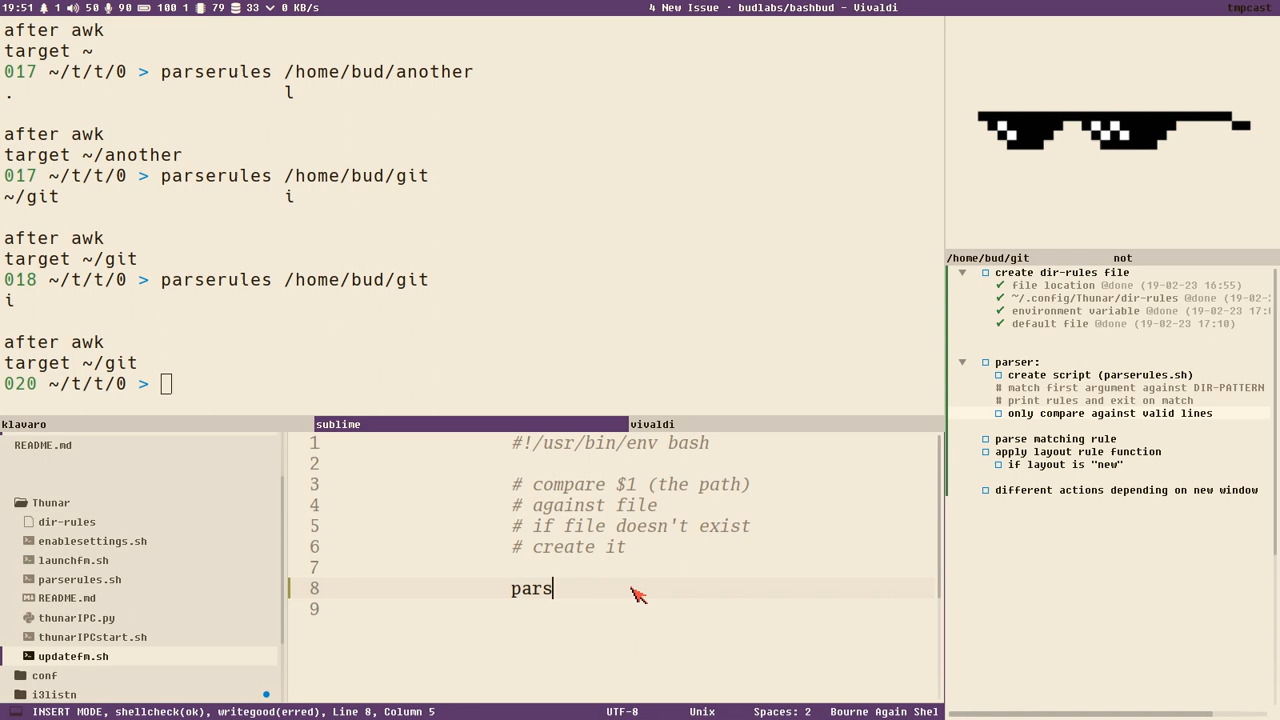 19:51 1 50 90 100 1 79 33 0 KB/s 4 New Issue · budlabs/bashbud - Vivaldi tmpcast
after awk
target ~
017 ~/t/t/0 > parserules /home/bud/another
. l
after awk
target ~/another
017 ~/t/t/0 > parserules /home/bud/git
~/git i
after awk
target ~/git
018 ~/t/t/0 > parserules /home/bud/git
i
after awk
target ~/git
020 ~/t/t/0 >
klavaro sublime vivaldi
README.md
Thunar
dir-rules
enablesettings.sh
launchfm.sh
parserules.sh
README.md
thunarIPC.py
thunarIPCstart.sh
updatefm.sh
conf
i3listn
1 #!/usr/bin/env bash
2
3 # compare $1 (the path)
4 # against file
5 # if file doesn't exist
6 # create it
7
8 pars
9
/home/bud/git not
create dir-rules file
✔ file location @done (19-02-23 16:55)
✔ ~/.config/Thunar/dir-rules @done (19-02-2
✔ environment variable @done (19-02-23 17:
✔ default file @done (19-02-23 17:10)
parser:
create script (parserules.sh)
# match first argument against DIR-PATTERN
# print rules and exit on match
only compare against valid lines
parse matching rule
apply layout rule function
if layout is "new"
different actions depending on new window
INSERT MODE, shellcheck(ok), writegood(erred), Line 8, Column 5 UTF-8 Unix Spaces: 2 Bourne Again Shel